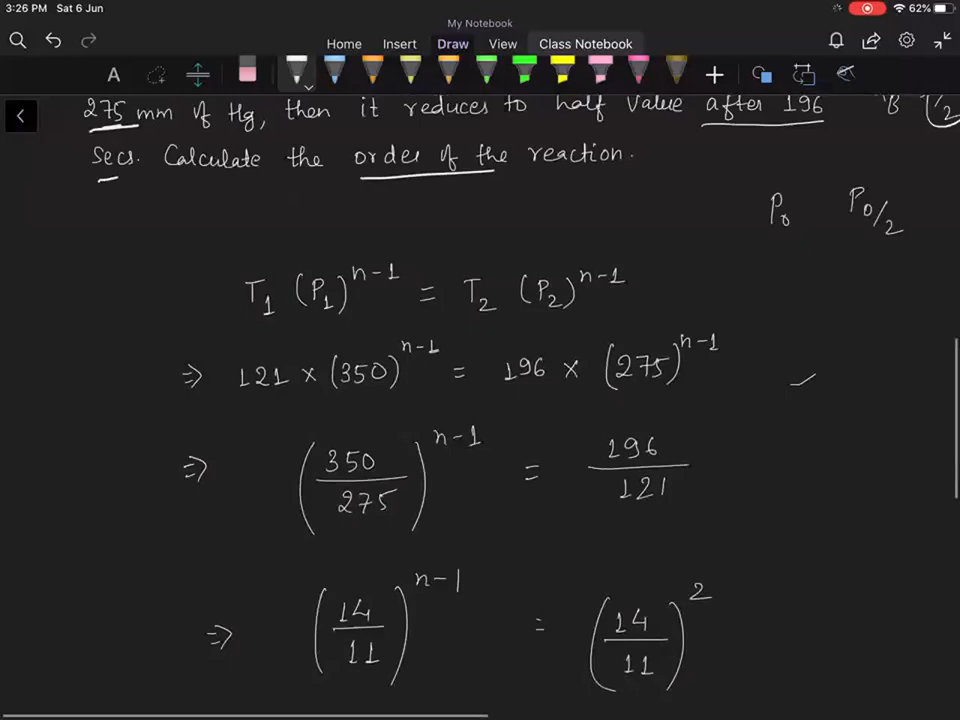 3:26 PM Sat 6 Jun
62%
My Notebook
Home Insert Draw View Class Notebook
A
275 mm of Hg, then it reduces to half value after 196
Secs. Calculate the order of the reaction.
P₀ P₀/2
T₁ (P₁)ⁿ⁻¹ = T₂ (P₂)ⁿ⁻¹
⇒ 121 × (350)ⁿ⁻¹ = 196 × (275)ⁿ⁻¹
⇒ (350/275)ⁿ⁻¹ = 196/121
⇒ (14/11)ⁿ⁻¹ = (14/11)²